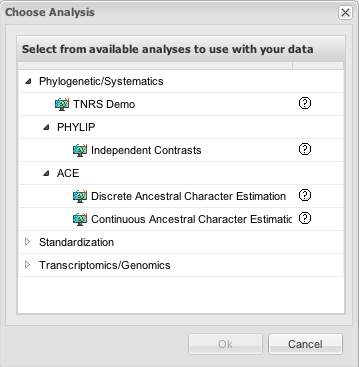 Choose Analysis
Select from available analyses to use with your data
Phylogenetic/Systematics
TNRS Demo
PHYLIP
Independent Contrasts
ACE
Discrete Ancestral Character Estimation
Continuous Ancestral Character Estimatic
Standardization
Transcriptomics/Genomics
Ok
Cancel